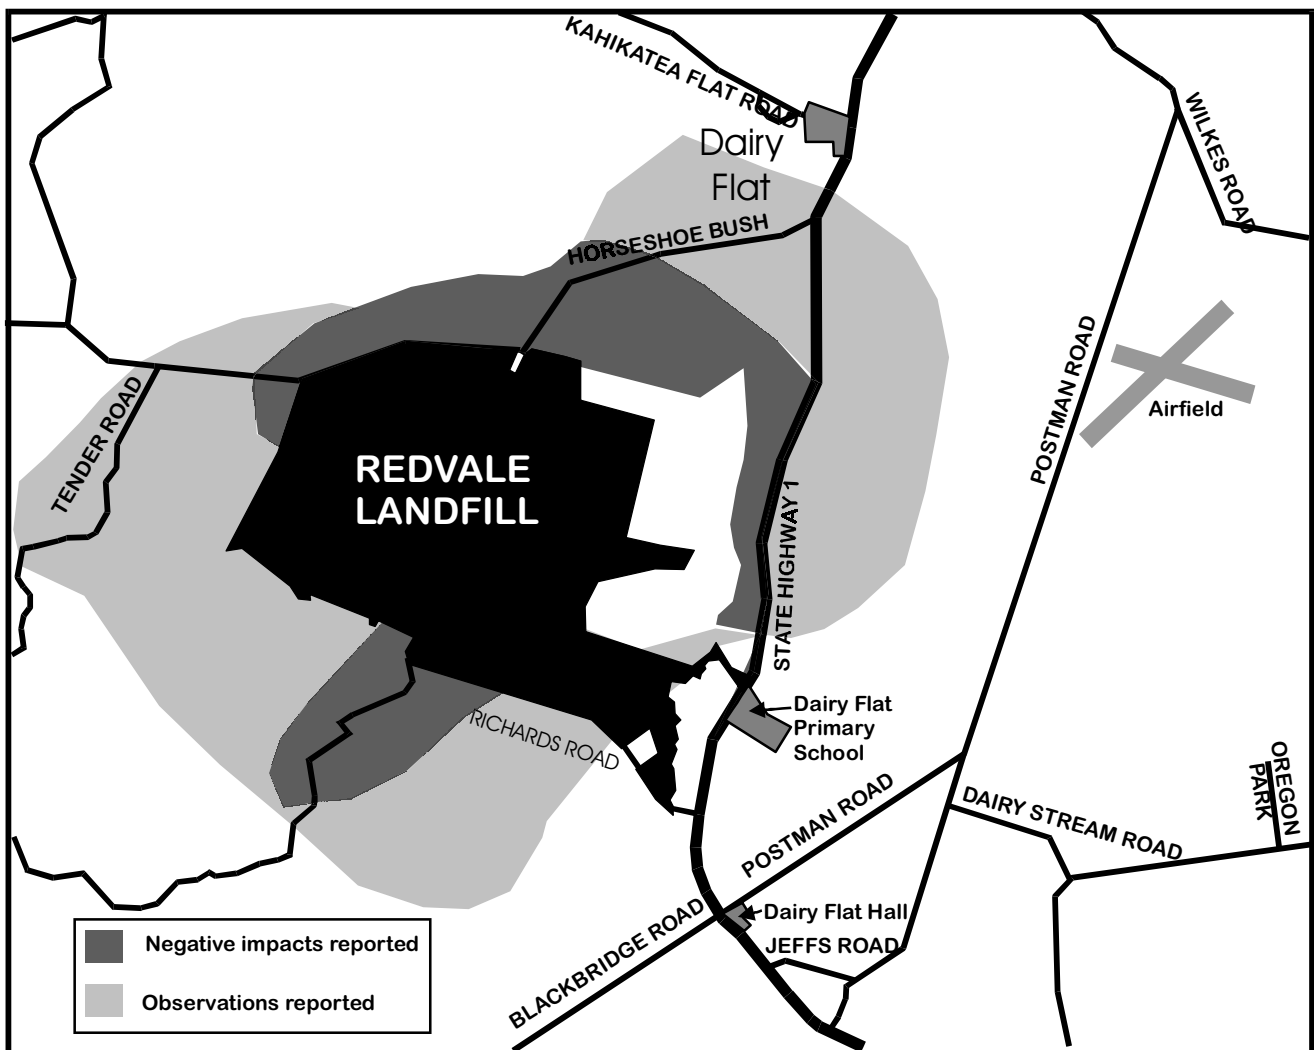 KAHIKATEA FLAT ROAD
Dairy
Flat
WILKES ROAD
HORSESHOE BUSH
POSTMAN ROAD
Airfield
TENDER ROAD
REDVALE
LANDFILL
STATE HIGHWAY 1
RICHARDS ROAD
Dairy Flat
Primary
School
OREGON
PARK
POSTMAN ROAD
DAIRY STREAM ROAD
BLACKBRIDGE ROAD
Dairy Flat Hall
JEFFS ROAD
Negative impacts reported
Observations reported